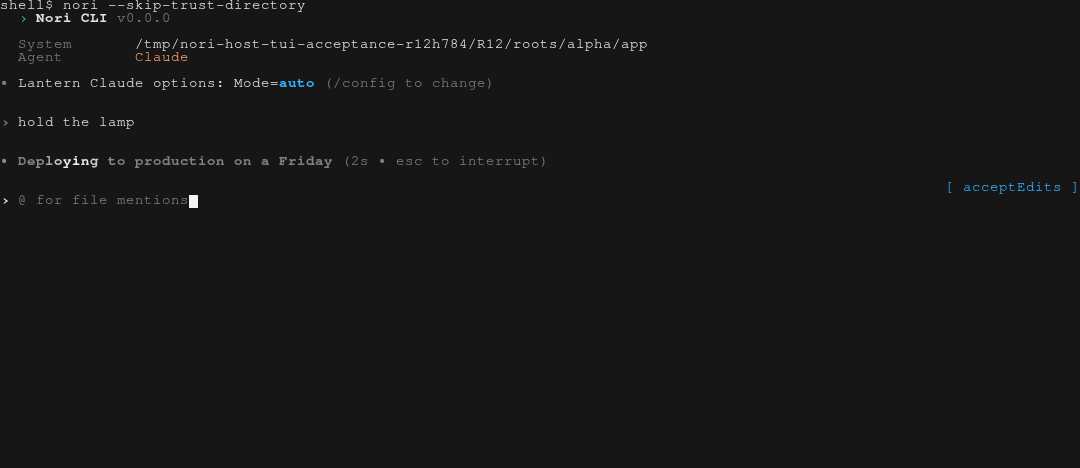 shell$ nori --skip-trust-directory
› Nori CLI v0.0.0
System /tmp/nori-host-tui-acceptance-r12h784/R12/roots/alpha/app
Agent Claude
• Lantern Claude options: Mode=auto (/config to change)
› hold the lamp
• Deploying to production on a Friday (2s • esc to interrupt)
[ acceptEdits ]
› @ for file mentions